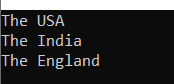 The USA
The India
The England